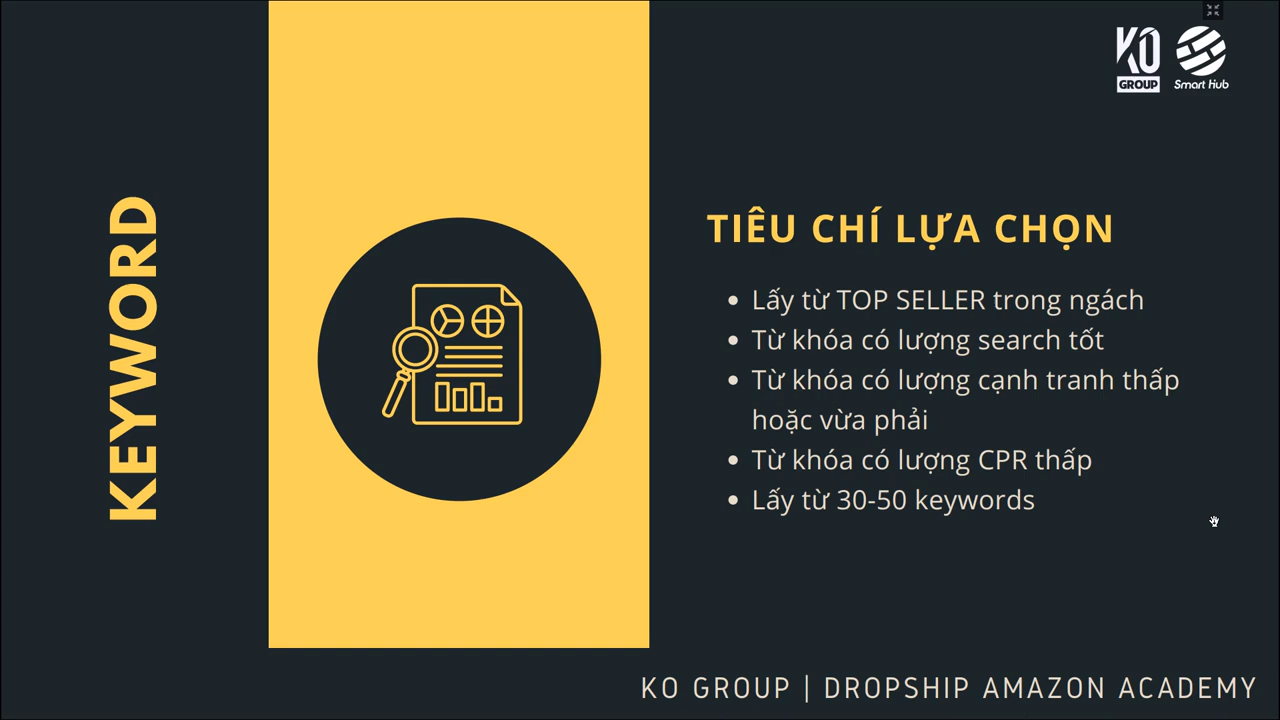 KO
GROUP
Smart Hub
KEYWORD
TIÊU CHÍ LỰA CHỌN
• Lấy từ TOP SELLER trong ngách
• Từ khóa có lượng search tốt
• Từ khóa có lượng cạnh tranh thấp
hoặc vừa phải
• Từ khóa có lượng CPR thấp
• Lấy từ 30-50 keywords
KO GROUP | DROPSHIP AMAZON ACADEMY